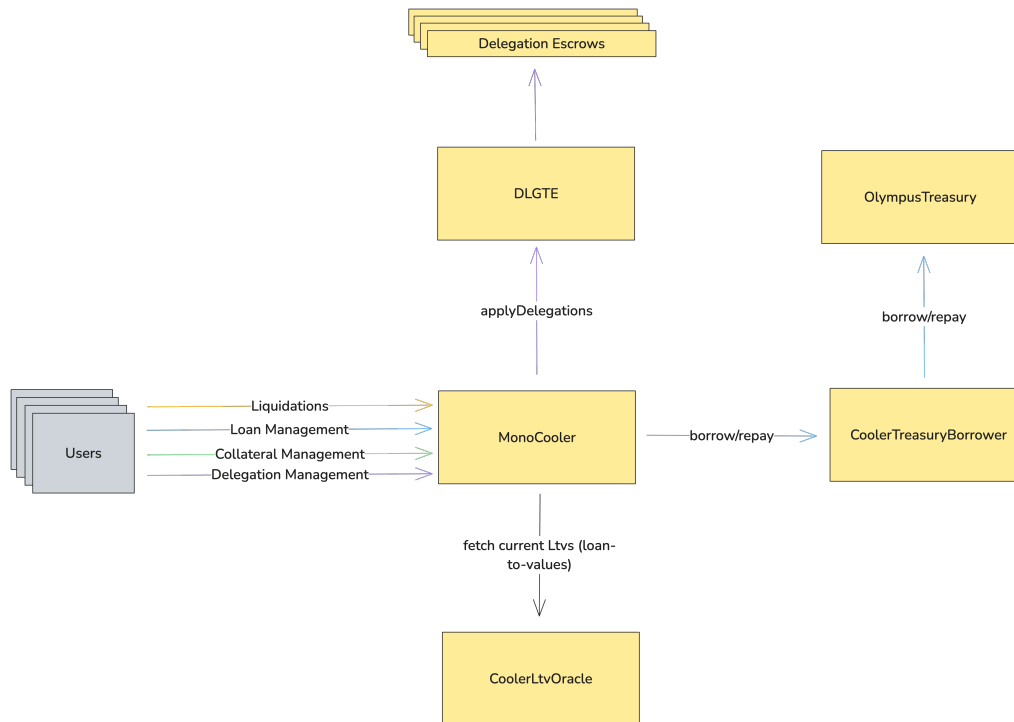 Delegation Escrows
DLGTE
OlympusTreasury
applyDelegations
borrow/repay
Users
Liquidations
Loan Management
Collateral Management
Delegation Management
MonoCooler
borrow/repay
CoolerTreasuryBorrower
fetch current Ltvs (loan-
to-values)
CoolerLtvOracle